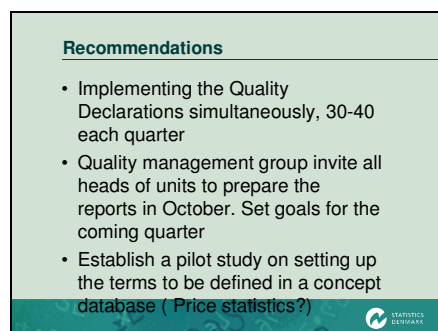 Recommendations
• Implementing the Quality
Declarations simultaneously, 30-40
each quarter
• Quality management group invite all
heads of units to prepare the
reports in October. Set goals for the
coming quarter
• Establish a pilot study on setting up
the terms to be defined in a concept
database ( Price statistics?)
STATISTICS
DENMARK